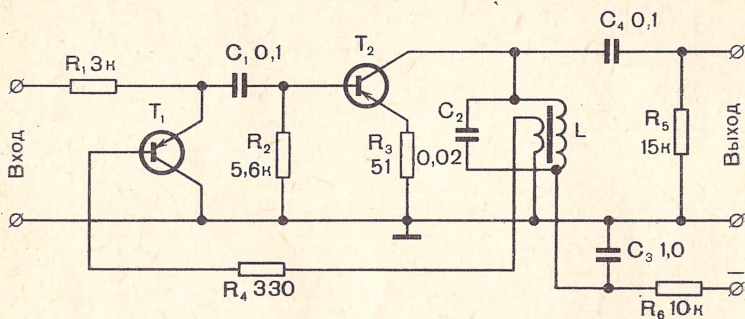 Вход
R₁ 3к
T₁
C₁ 0,1
R₂
5,6к
T₂
R₃
51
C₂
0,02
L
C₄ 0,1
R₅
15к
Выход
C₃ 1,0
R₄ 330
R₆ 10к
−